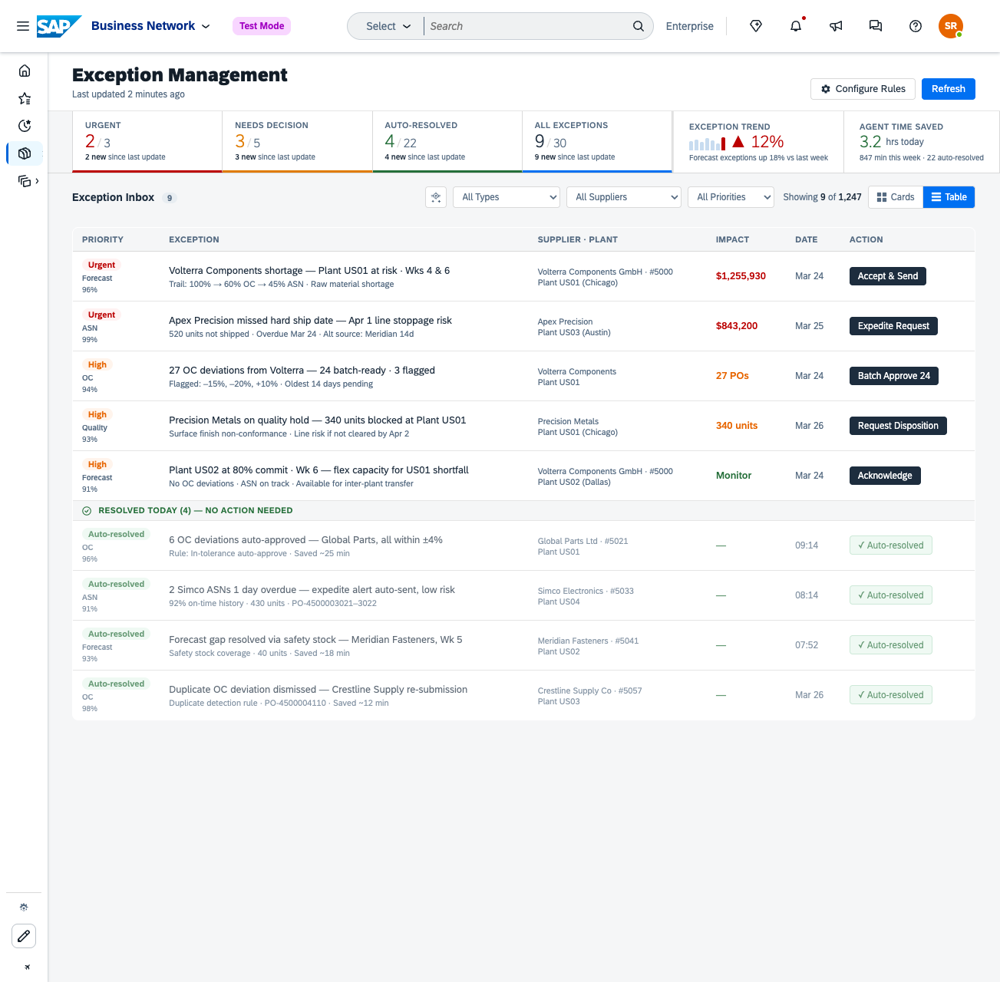 SAP
Business Network
Test Mode
Select
Search
Enterprise
SR
Exception Management
Last updated 2 minutes ago
Configure Rules
Refresh
URGENT
2 / 3
2 new since last update
NEEDS DECISION
3 / 5
3 new since last update
AUTO-RESOLVED
4 / 22
4 new since last update
ALL EXCEPTIONS
9 / 30
9 new since last update
EXCEPTION TREND
▲ 12%
Forecast exceptions up 18% vs last week
AGENT TIME SAVED
3.2 hrs today
847 min this week · 22 auto-resolved
Exception Inbox 9
All Types
All Suppliers
All Priorities
Showing 9 of 1,247
Cards
Table
PRIORITY EXCEPTION SUPPLIER · PLANT IMPACT DATE ACTION
Urgent
Forecast
96%
Volterra Components shortage — Plant US01 at risk · Wks 4 & 6
Trail: 100% → 60% OC → 45% ASN · Raw material shortage
Volterra Components GmbH · #5000
Plant US01 (Chicago)
$1,255,930
Mar 24
Accept & Send
Urgent
ASN
99%
Apex Precision missed hard ship date — Apr 1 line stoppage risk
520 units not shipped · Overdue Mar 24 · Alt source: Meridian 14d
Apex Precision
Plant US03 (Austin)
$843,200
Mar 25
Expedite Request
High
OC
94%
27 OC deviations from Volterra — 24 batch-ready · 3 flagged
Flagged: –15%, –20%, +10% · Oldest 14 days pending
Volterra Components
Plant US01
27 POs
Mar 24
Batch Approve 24
High
Quality
93%
Precision Metals on quality hold — 340 units blocked at Plant US01
Surface finish non-conformance · Line risk if not cleared by Apr 2
Precision Metals
Plant US01 (Chicago)
340 units
Mar 26
Request Disposition
High
Forecast
91%
Plant US02 at 80% commit · Wk 6 — flex capacity for US01 shortfall
No OC deviations · ASN on track · Available for inter-plant transfer
Volterra Components GmbH · #5000
Plant US02 (Dallas)
Monitor
Mar 24
Acknowledge
RESOLVED TODAY (4) — NO ACTION NEEDED
Auto-resolved
OC
96%
6 OC deviations auto-approved — Global Parts, all within ±4%
Rule: In-tolerance auto-approve · Saved ~25 min
Global Parts Ltd · #5021
Plant US01
—
09:14
✓ Auto-resolved
Auto-resolved
ASN
91%
2 Simco ASNs 1 day overdue — expedite alert auto-sent, low risk
92% on-time history · 430 units · PO-4500003021–3022
Simco Electronics · #5033
Plant US04
—
08:14
✓ Auto-resolved
Auto-resolved
Forecast
93%
Forecast gap resolved via safety stock — Meridian Fasteners, Wk 5
Safety stock coverage · 40 units · Saved ~18 min
Meridian Fasteners · #5041
Plant US02
—
07:52
✓ Auto-resolved
Auto-resolved
OC
98%
Duplicate OC deviation dismissed — Crestline Supply re-submission
Duplicate detection rule · PO-4500004110 · Saved ~12 min
Crestline Supply Co · #5057
Plant US03
—
Mar 26
✓ Auto-resolved